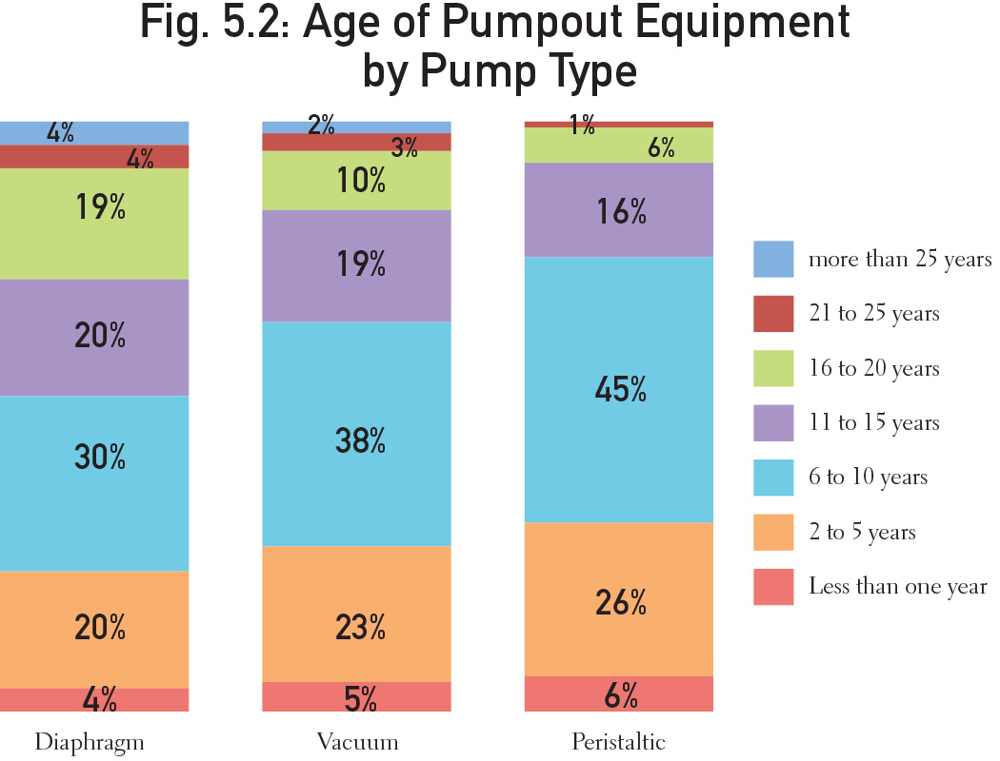 Fig. 5.2: Age of Pumpout Equipment
by Pump Type
4%
4%
19%
20%
30%
20%
4%
Diaphragm
2%
3%
10%
19%
38%
23%
5%
Vacuum
1%
6%
16%
45%
26%
6%
Peristaltic
more than 25 years
21 to 25 years
16 to 20 years
11 to 15 years
6 to 10 years
2 to 5 years
Less than one year